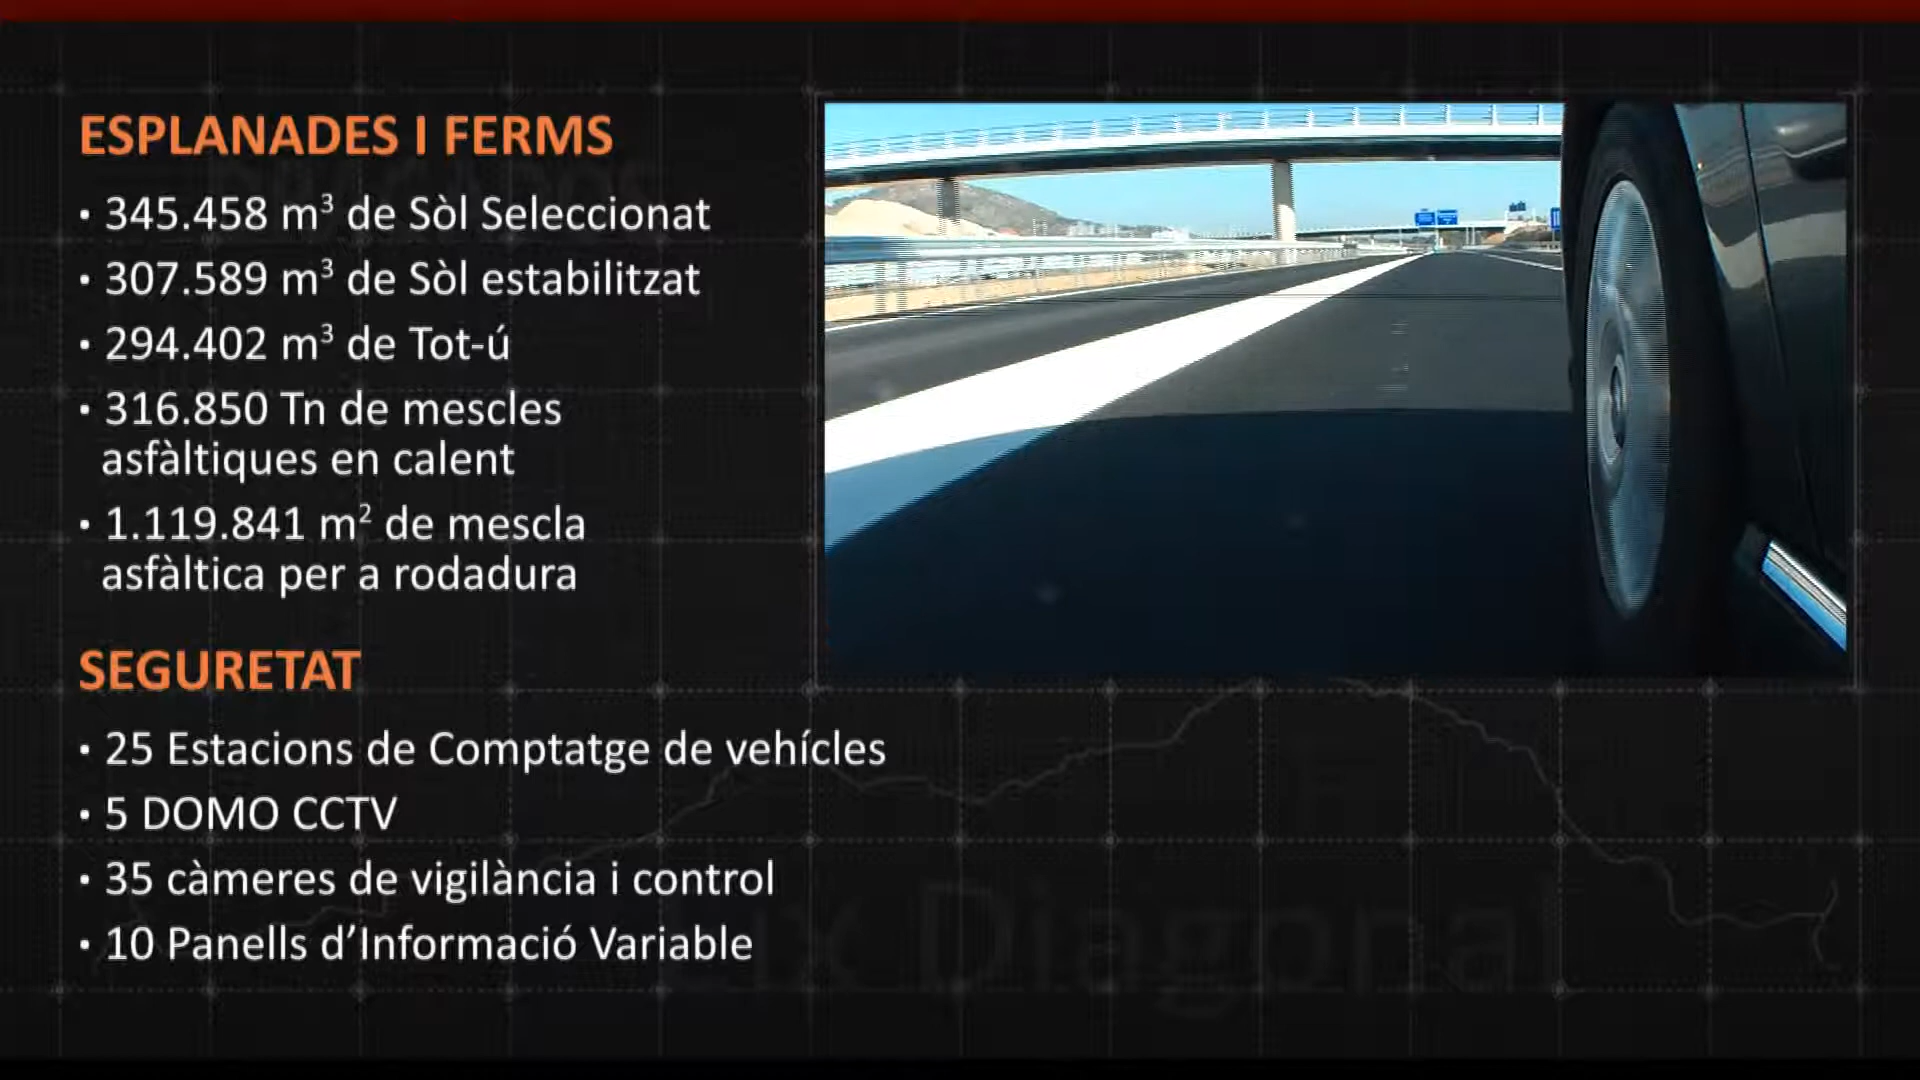 ESPLANADES I FERMS
• 345.458 m³ de Sòl Seleccionat
• 307.589 m³ de Sòl estabilitzat
• 294.402 m³ de Tot-ú
• 316.850 Tn de mescles
asfàltiques en calent
• 1.119.841 m² de mescla
asfàltica per a rodadura
SEGURETAT
• 25 Estacions de Comptatge de vehícles
• 5 DOMO CCTV
• 35 càmeres de vigilància i control
• 10 Panells d’Informació Variable
Diagonal